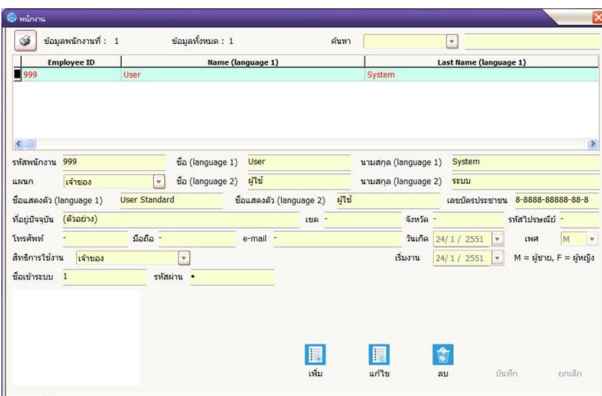 พนักงาน
ข้อมูลพนักงานที่ : 1 ข้อมูลทั้งหมด : 1 ค้นหา
Employee ID Name (language 1) Last Name (language 1)
999 User System
รหัสพนักงาน 999 ชื่อ (language 1) User นามสกุล (language 1) System
แผนก เจ้าของ ชื่อ (language 2) ผู้ใช้ นามสกุล (language 2) ระบบ
ชื่อแสดงตัว (language 1) User Standard ชื่อแสดงตัว (language 2) ผู้ใช้ เลขบัตรประชาชน 8-8888-88888-88-8
ที่อยู่ปัจจุบัน (ตัวอย่าง) เขต - จังหวัด - รหัสไปรษณีย์ -
โทรศัพท์ - มือถือ - e-mail - วันเกิด 24/ 1 / 2551 เพศ M
สิทธิการใช้งาน เจ้าของ เริ่มงาน 24/ 1 / 2551 M = ผู้ชาย, F = ผู้หญิง
ชื่อเข้าระบบ 1 รหัสผ่าน •
เพิ่ม แก้ไข ลบ บันทึก ยกเลิก